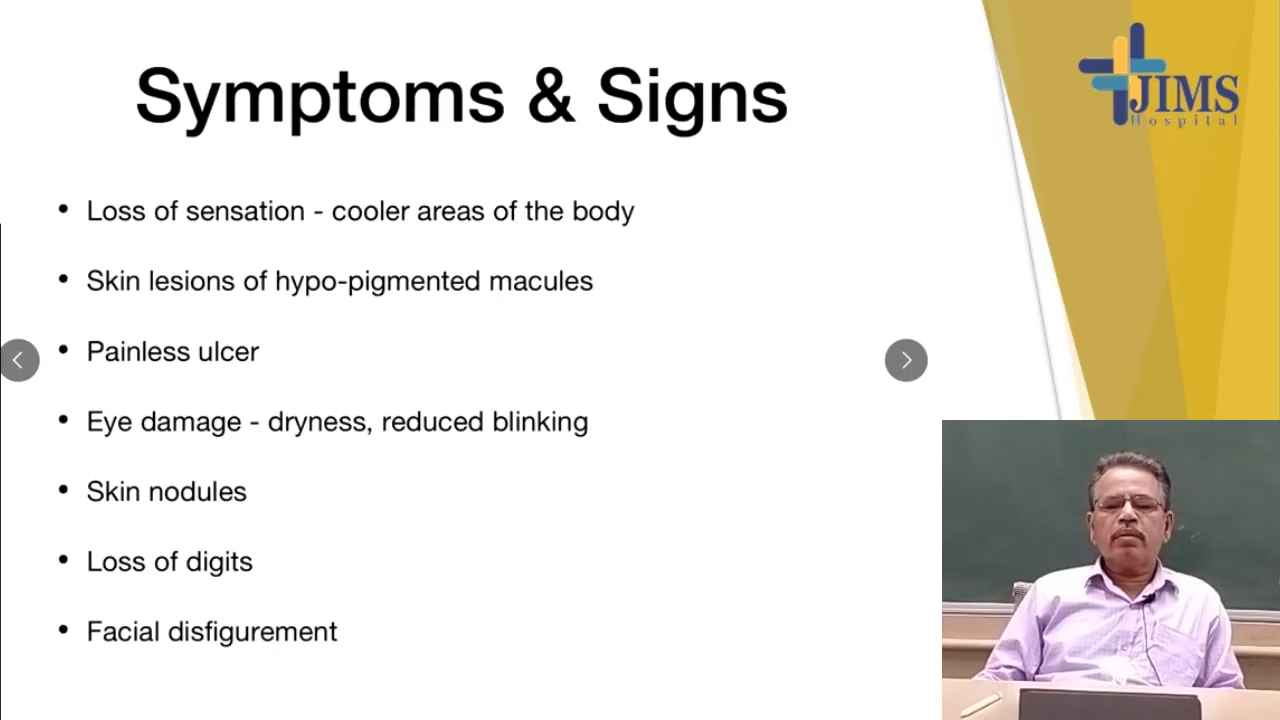 Symptoms & Signs
JIMS
Hospital
• Loss of sensation - cooler areas of the body
• Skin lesions of hypo-pigmented macules
• Painless ulcer
• Eye damage - dryness, reduced blinking
• Skin nodules
• Loss of digits
• Facial disfigurement